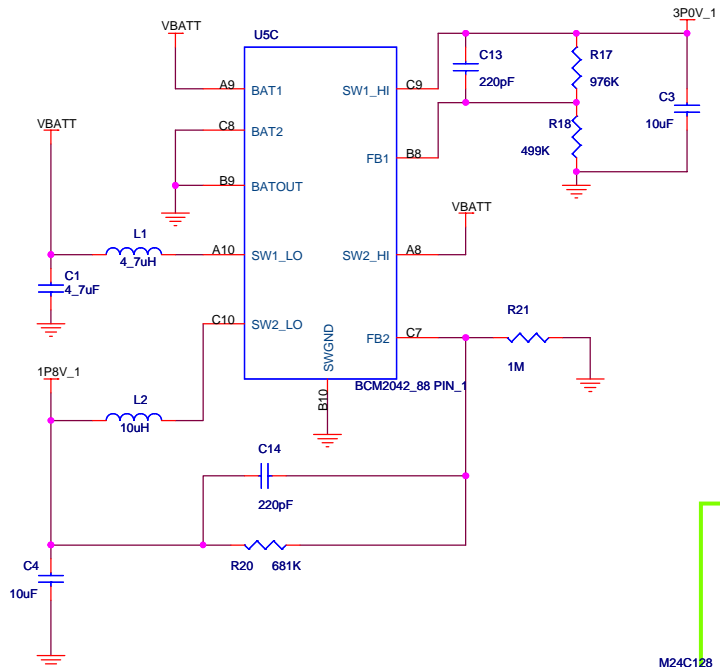 3P0V_1
VBATT
U5C
C13
220pF
R17
976K
C3
10uF
A9
BAT1
SW1_HI
C9
VBATT
C8
BAT2
R18
499K
B9
BATOUT
FB1
B8
VBATT
L1
4_7uH
A10
SW1_LO
SW2_HI
A8
C1
4_7uF
C10
SW2_LO
SWGND
FB2
C7
R21
1M
1P8V_1
BCM2042_88 PIN_1
B10
L2
10uH
C14
220pF
C4
10uF
R20
681K
M24C128